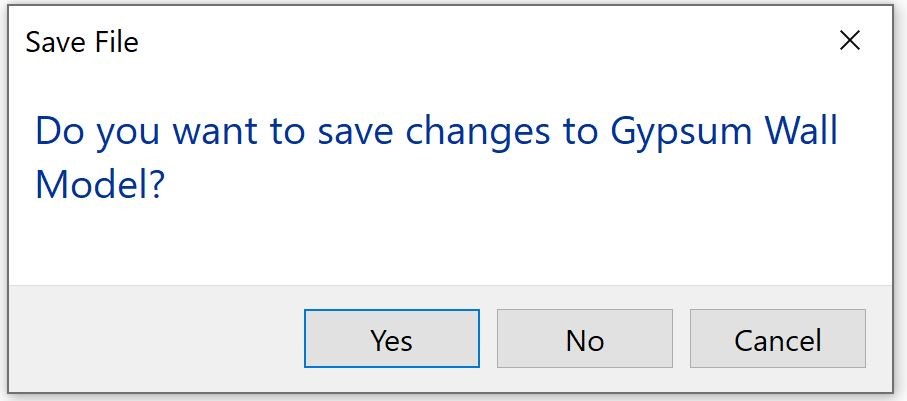 Save File
Do you want to save changes to Gypsum Wall
Model?
Yes
No
Cancel